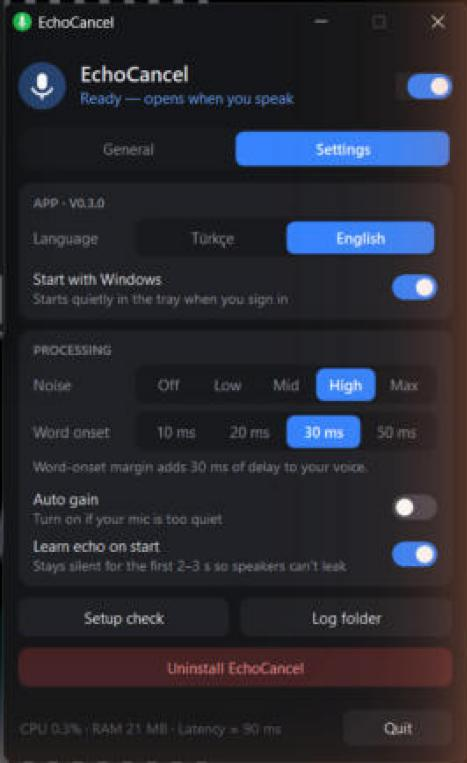 EchoCancel
EchoCancel
Ready — opens when you speak
General Settings
APP · V0.3.0
Language Türkçe English
Start with Windows
Starts quietly in the tray when you sign in
PROCESSING
Noise Off Low Mid High Max
Word onset 10 ms 20 ms 30 ms 50 ms
Word-onset margin adds 30 ms of delay to your voice.
Auto gain
Turn on if your mic is too quiet
Learn echo on start
Stays silent for the first 2–3 s so speakers can't leak
Setup check Log folder
Uninstall EchoCancel
CPU 0.3% · RAM 21 MB · Latency ≈ 90 ms Quit